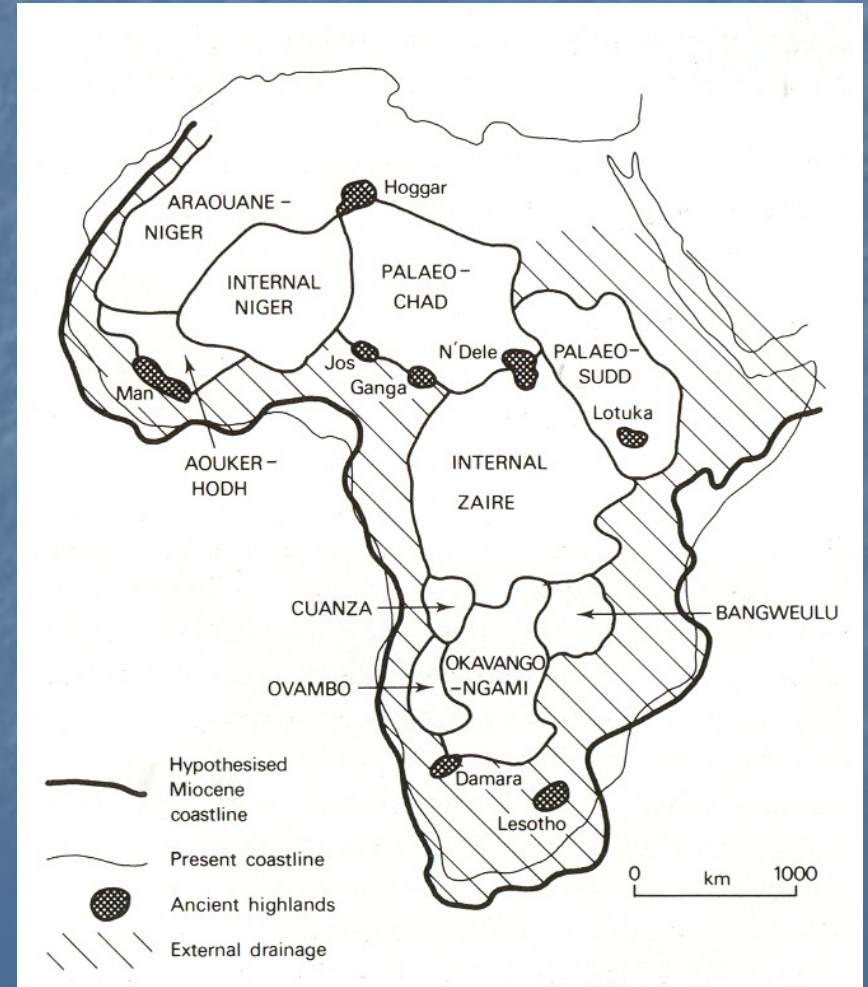 Hoggar
ARAOUANE-
NIGER
INTERNAL
NIGER
PALAEO-
CHAD
Jos
N'Dele
Ganga
PALAEO-
SUDD
Man
Lotuka
AOUKER-
HODH
INTERNAL
ZAIRE
CUANZA
BANGWEULU
OVAMBO
OKAVANGO
-NGAMI
Damara
Lesotho
Hypothesised
Miocene
coastline
Present coastline
Ancient highlands
External drainage
0 km 1000